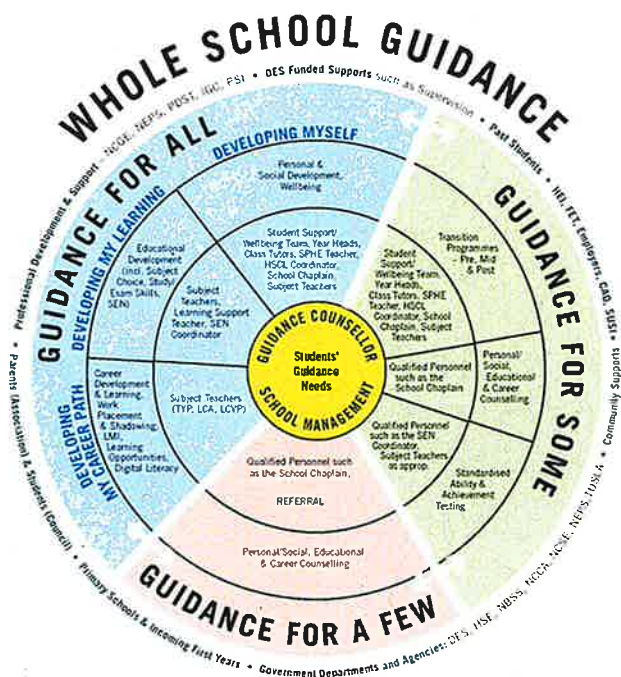 WHOLE SCHOOL GUIDANCE
Professional Development & Support - NCGE, NEPS, PDST, IGC, PSI • DES Funded Supports such as Supervision • Past Students • HEI, FET, Employers, CAO, SUSI • Community Supports
Parents (Association) & Students (Council) • Primary Schools & Incoming First Years • Government Departments and Agencies: DES, HSE, NBSS, NCCA, NCSE, NEPS, TUSLA
GUIDANCE FOR ALL
DEVELOPING MYSELF
Personal &
Social Development,
Wellbeing
Student Support/
Wellbeing Team, Year Heads,
Class Tutors, SPHE Teacher,
HSCL Coordinator,
School Chaplain,
Subject Teachers
DEVELOPING MY LEARNING
Educational
Development
(incl. Subject
Choice, Study/
Exam Skills,
SEN)
Subject
Teachers,
Learning Support
Teacher, SEN
Coordinator
DEVELOPING
MY CAREER PATH
Career
Development
& Learning,
Work
Placement
& Shadowing,
LMI,
Learning
Opportunities,
Digital Literacy
Subject Teachers
(TYP, LCA, LCVP)
GUIDANCE COUNSELLOR
Students'
Guidance
Needs
SCHOOL MANAGEMENT
GUIDANCE FOR SOME
Transition
Programmes
- Pre, Mid
& Post
Student
Support/
Wellbeing Team,
Year Heads,
Class Tutors, SPHE
Teacher, HSCL
Coordinator, School
Chaplain, Subject
Teachers
Qualified Personnel
such as the
School Chaplain
Personal/
Social,
Educational
& Career
Counselling
Qualified Personnel
such as the SEN
Coordinator,
Subject Teachers
as approp.
Standardised
Ability &
Achievement
Testing
Qualified Personnel such
as the School Chaplain,
REFERRAL
Personal/Social, Educational
& Career Counselling
GUIDANCE FOR A FEW